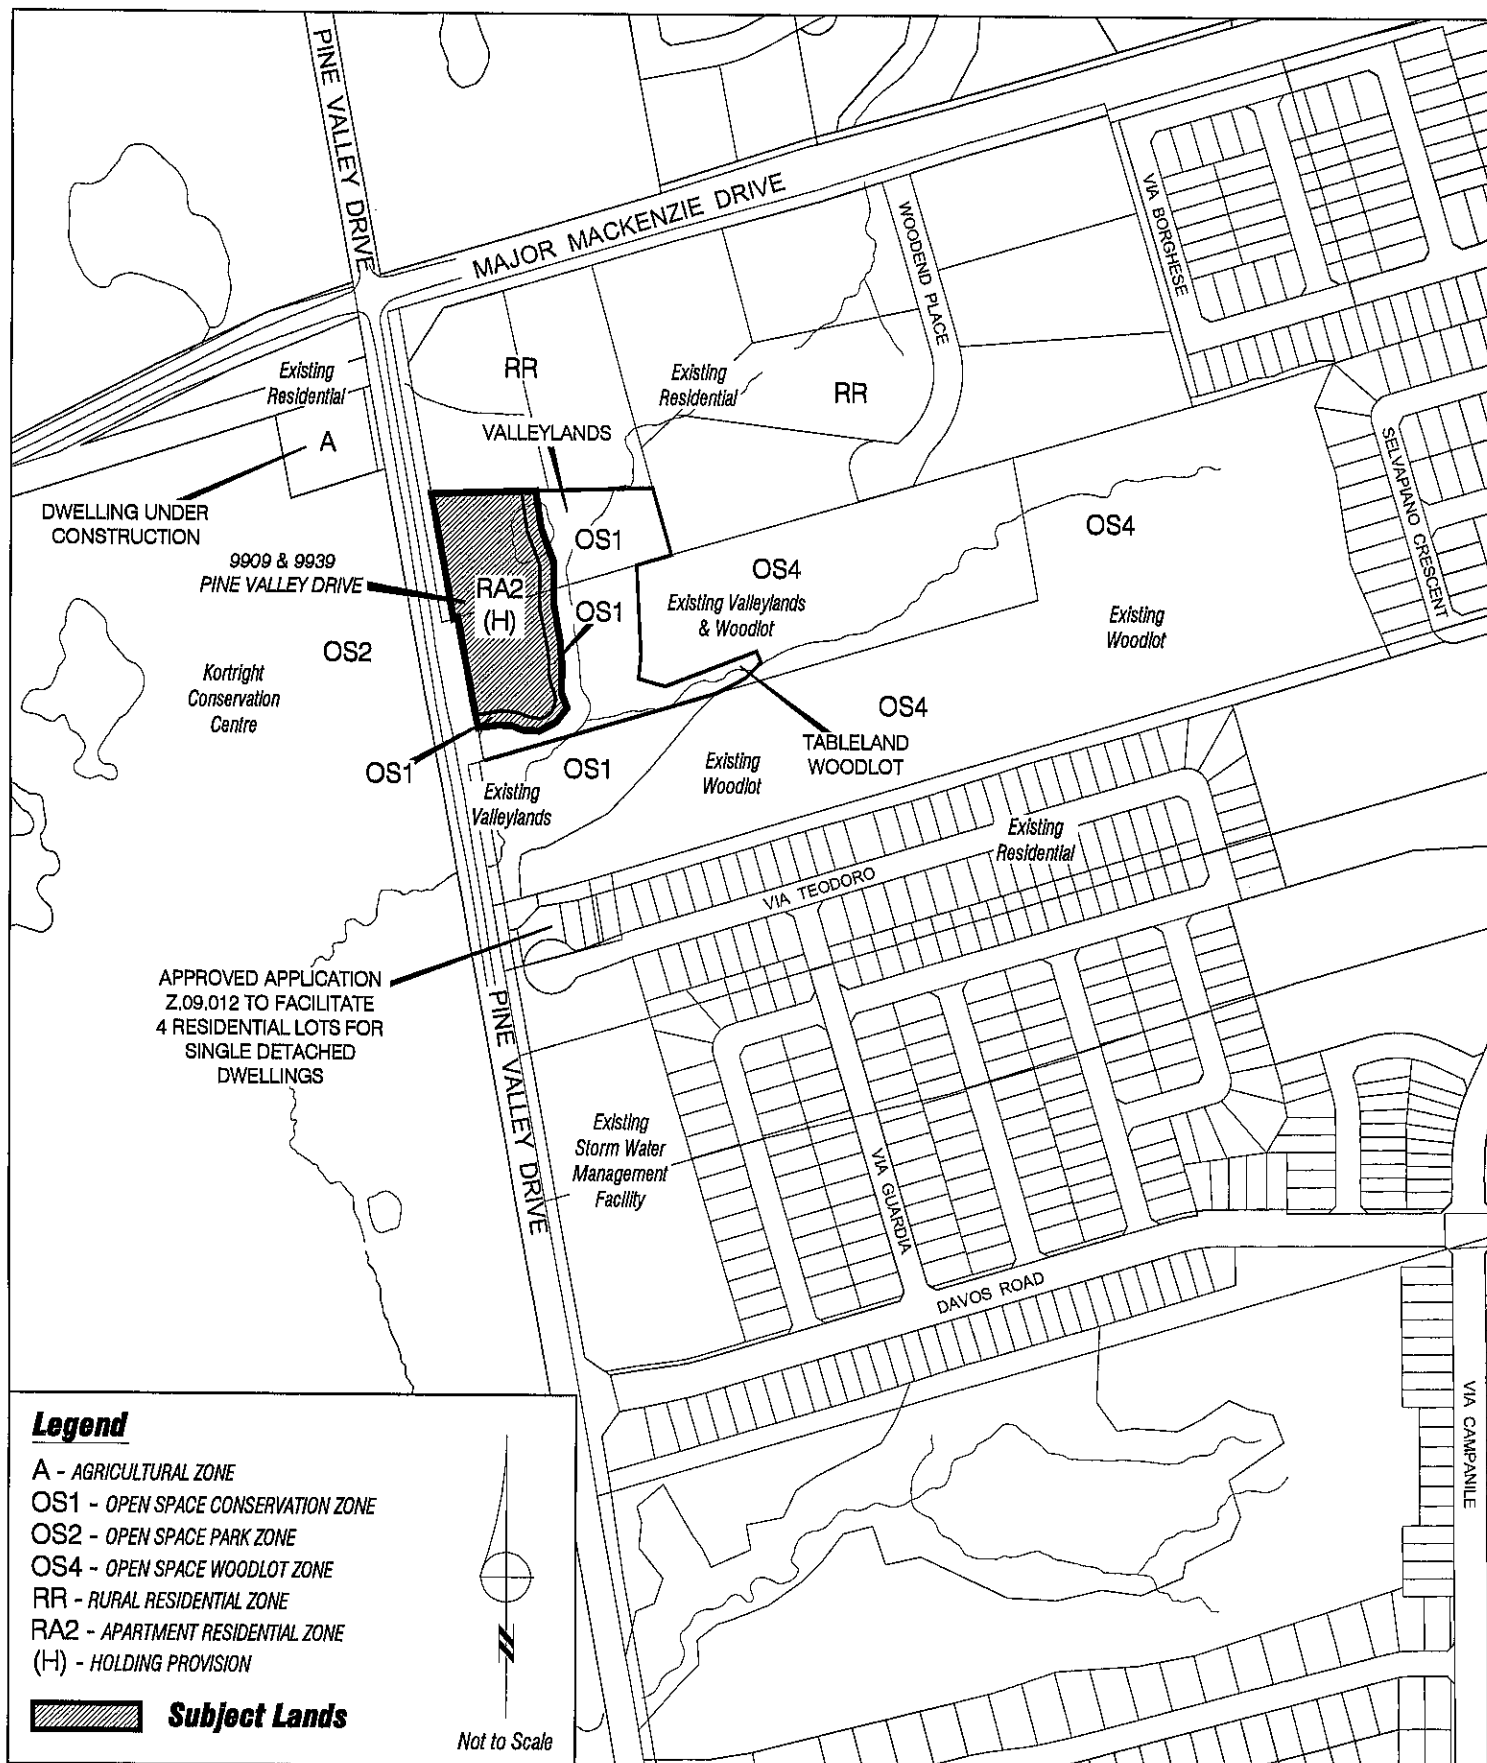 PINE VALLEY DRIVE
MAJOR MACKENZIE DRIVE
WOODEND PLACE
VIA BORGHESE
SELVAPIANO CRESCENT
Existing
Residential
A
RR
Existing
Residential
RR
VALLEYLANDS
DWELLING UNDER
CONSTRUCTION
9909 & 9939
PINE VALLEY DRIVE
RA2
(H)
OS1
OS1
OS4
Existing Valleylands
& Woodlot
OS4
Existing
Woodlot
OS2
Kortright
Conservation
Centre
OS4
TABLELAND
WOODLOT
OS1
OS1
Existing
Valleylands
Existing
Woodlot
Existing
Residential
VIA TEODORO
APPROVED APPLICATION
Z.09.012 TO FACILITATE
4 RESIDENTIAL LOTS FOR
SINGLE DETACHED
DWELLINGS
PINE VALLEY DRIVE
Existing
Storm Water
Management
Facility
VIA GUARDIA
DAVOS ROAD
VIA CAMPANILE
Legend
A - AGRICULTURAL ZONE
OS1 - OPEN SPACE CONSERVATION ZONE
OS2 - OPEN SPACE PARK ZONE
OS4 - OPEN SPACE WOODLOT ZONE
RR - RURAL RESIDENTIAL ZONE
RA2 - APARTMENT RESIDENTIAL ZONE
(H) - HOLDING PROVISION
Subject Lands
N
Not to Scale